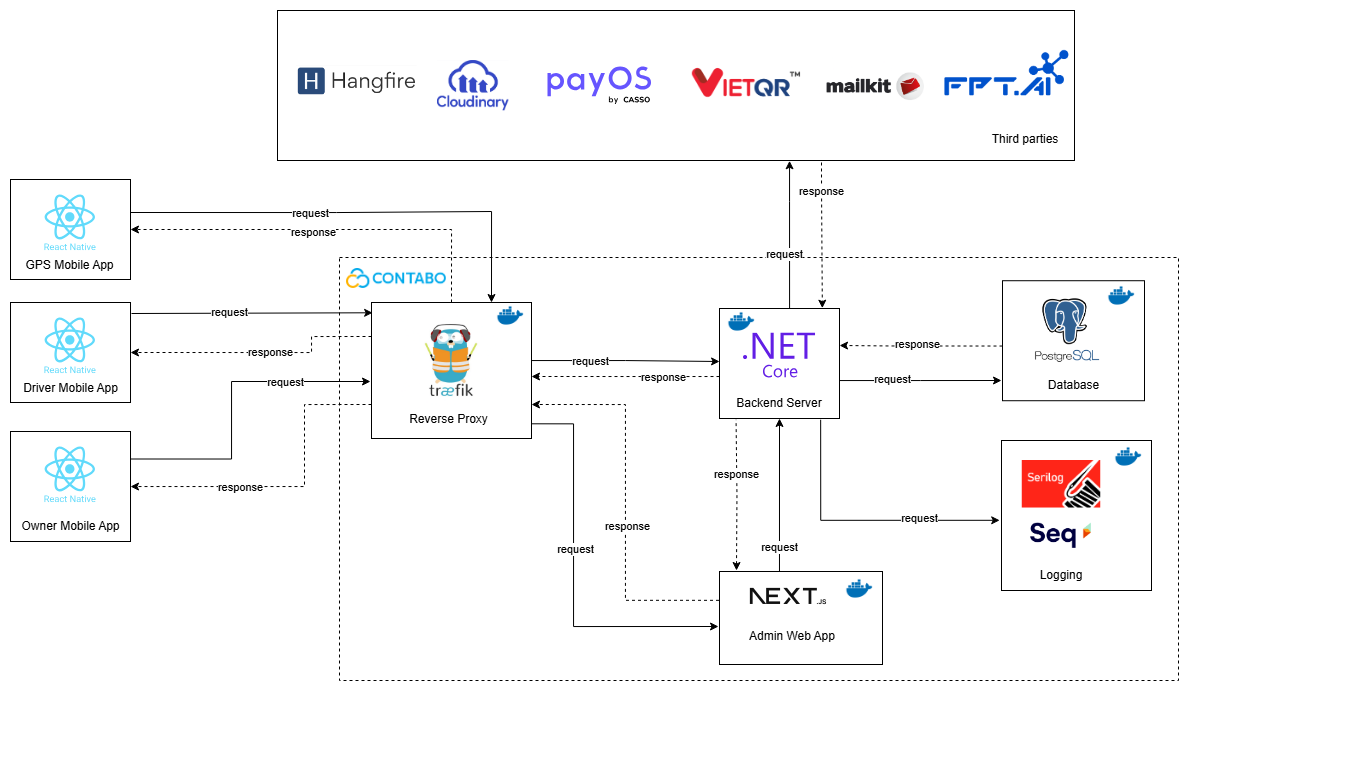 H Hangfire
Cloudinary
payOS
by CASSO
VIETQR™
mailkit
FPT.AI
Third parties
response
request
React Native
GPS Mobile App
request
response
CONTABO
React Native
Driver Mobile App
request
response
request
træfik
Reverse Proxy
request
response
.NET
Core
Backend Server
response
request
PostgreSQL
Database
React Native
Owner Mobile App
response
response
request
response
request
request
Serilog
Seq
Logging
NEXT.JS
Admin Web App